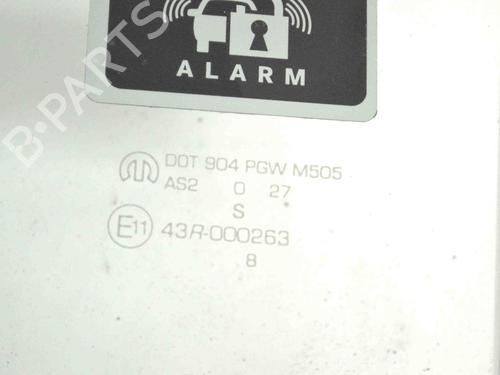 ALARM
B-PARTS
DOT 904 PGW M505
AS2 0 27
S
E11 43R-000263
8